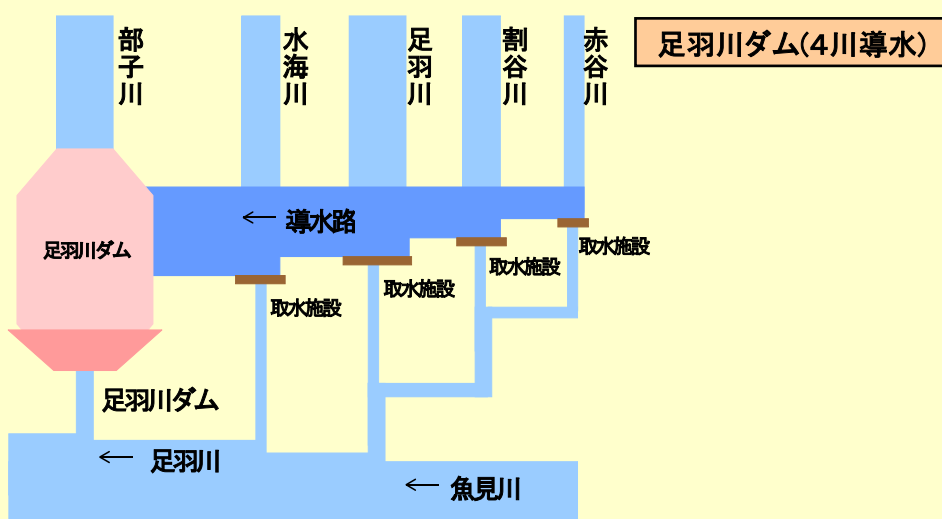 足羽川ダム(4川導水)
部子川
水海川
足羽川
割谷川
赤谷川
← 導水路
足羽川ダム
取水施設
取水施設
取水施設
取水施設
足羽川ダム
← 足羽川
← 魚見川